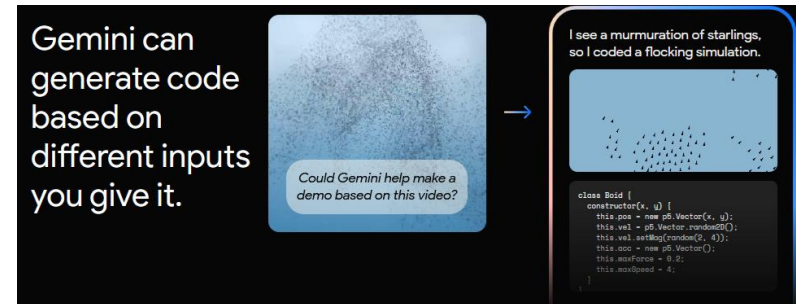 Gemini can
generate code
based on
different inputs
you give it.
Could Gemini help make a
demo based on this video?
I see a murmuration of starlings,
so I coded a flocking simulation.
class Boid {
constructor(x, y) {
this.pos = new p5.Vector(x, y);
this.vel = p5.Vector.random2D();
this.vel.setMag(random(2, 4));
this.acc = new p5.Vector();
this.maxForce = 0.2;
this.maxSpeed = 4;
}
}